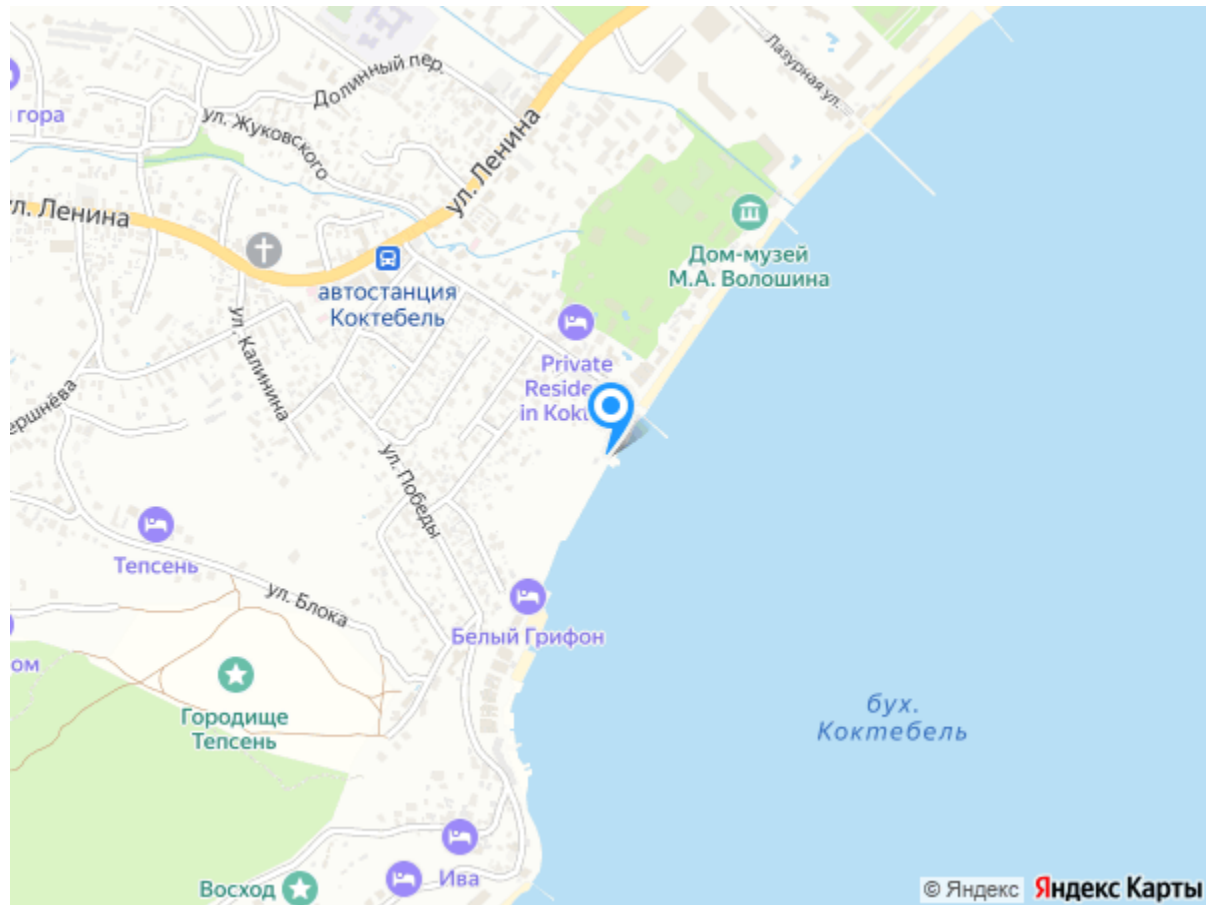 Лазурная ул.
Долинный пер.
гора
ул. Жуковского
ул. Ленина
ул. Ленина
Дом-музей
М.А. Волошина
автостанция
Коктебель
ул. Калинина
Private
Reside
in Kokt
ершнёва
ул. Победы
Тепсень
ул. Блока
Белый Грифон
ом
Городище
Тепсень
бух.
Коктебель
Ива
Восход
© Яндекс Яндекс Карты